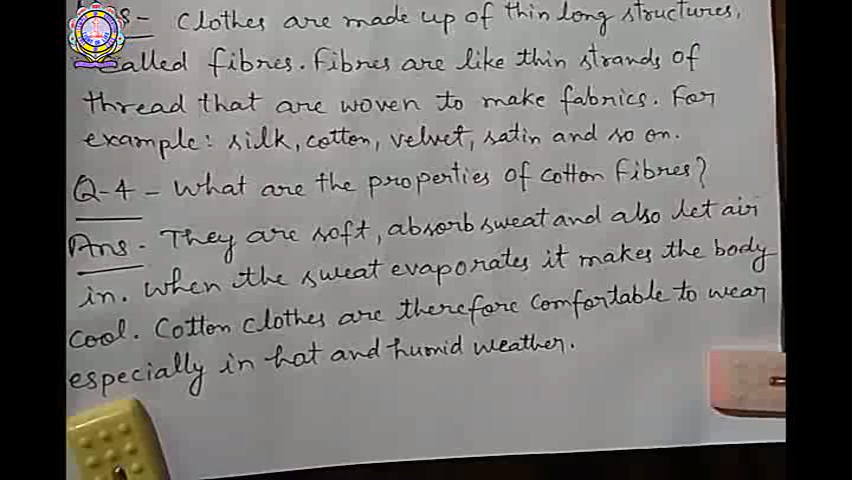 Ans- Clothes are made up of thin long structures,
called fibres. Fibres are like thin strands of
thread that are woven to make fabrics. For
example: silk, cotton, velvet, satin and so on.
Q-4 - What are the properties of cotton fibres?
Ans- They are soft, absorb sweat and also let air
in. When the sweat evaporates it makes the body
cool. Cotton clothes are therefore comfortable to wear
especially in hot and humid weather.